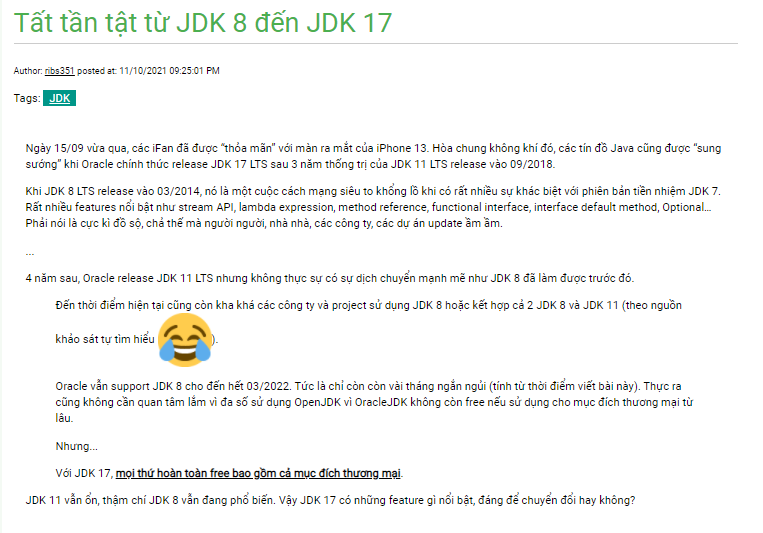 Tất tần tật từ JDK 8 đến JDK 17
Author: ribs351 posted at: 11/10/2021 09:25:01 PM
Tags: JDK
Ngày 15/09 vừa qua, các iFan đã được “thỏa mãn” với màn ra mắt của iPhone 13. Hòa chung không khí đó, các tín đồ Java cũng được “sung
sướng” khi Oracle chính thức release JDK 17 LTS sau 3 năm thống trị của JDK 11 LTS release vào 09/2018.
Khi JDK 8 LTS release vào 03/2014, nó là một cuộc cách mạng siêu to khổng lồ khi có rất nhiều sự khác biệt với phiên bản tiền nhiệm JDK 7.
Rất nhiều features nổi bật như stream API, lambda expression, method reference, functional interface, interface default method, Optional…
Phải nói là cực kì đồ sộ, chả thế mà người người, nhà nhà, các công ty, các dự án update ầm ầm.
...
4 năm sau, Oracle release JDK 11 LTS nhưng không thực sự có sự dịch chuyển mạnh mẽ như JDK 8 đã làm được trước đó.
Đến thời điểm hiện tại cũng còn kha khá các công ty và project sử dụng JDK 8 hoặc kết hợp cả 2 JDK 8 và JDK 11 (theo nguồn
khảo sát tự tìm hiểu 😂).
Oracle vẫn support JDK 8 cho đến hết 03/2022. Tức là chỉ còn còn vài tháng ngắn ngủi (tính từ thời điểm viết bài này). Thực ra
cũng không cần quan tâm lắm vì đa số sử dụng OpenJDK vì OracleJDK không còn free nếu sử dụng cho mục đích thương mại từ
lâu.
Nhưng...
Với JDK 17, mọi thứ hoàn toàn free bao gồm cả mục đích thương mại.
JDK 11 vẫn ổn, thậm chí JDK 8 vẫn đang phổ biến. Vậy JDK 17 có những feature gì nổi bật, đáng để chuyển đổi hay không?